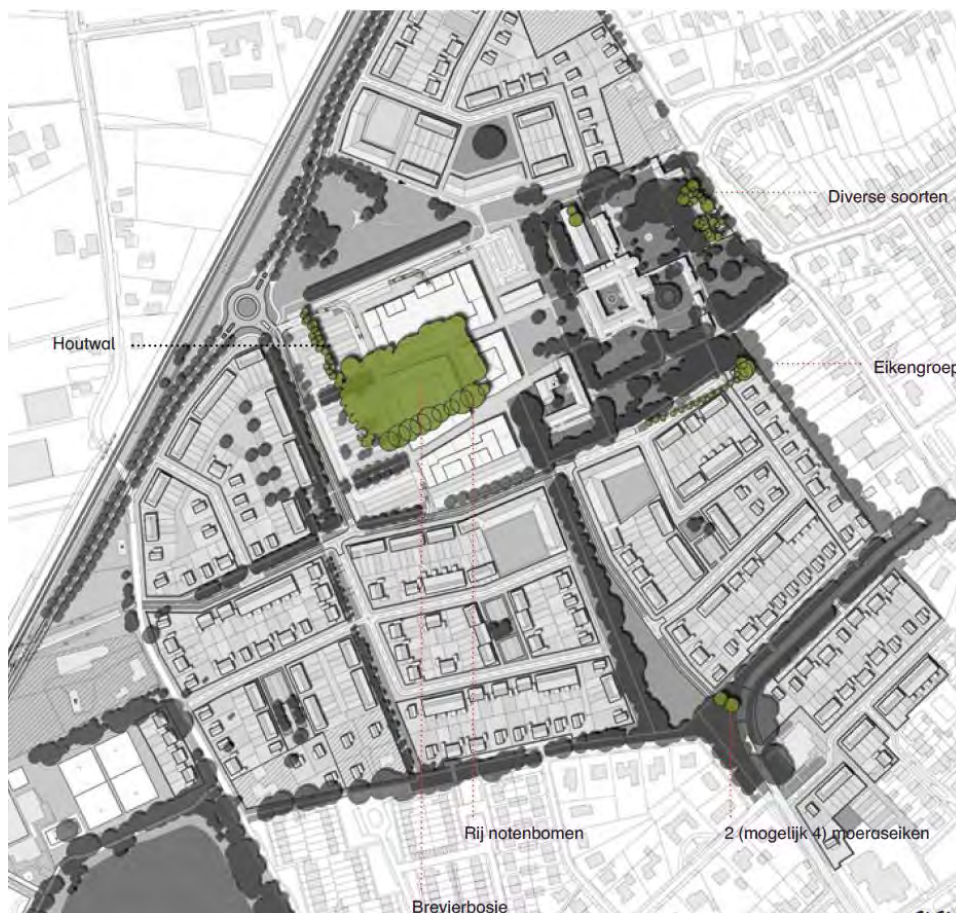 Diverse soorten
Houtwal
Eikengroep
Rij notenbomen
2 (mogelijk 4) moeraseiken
Brevierbosje